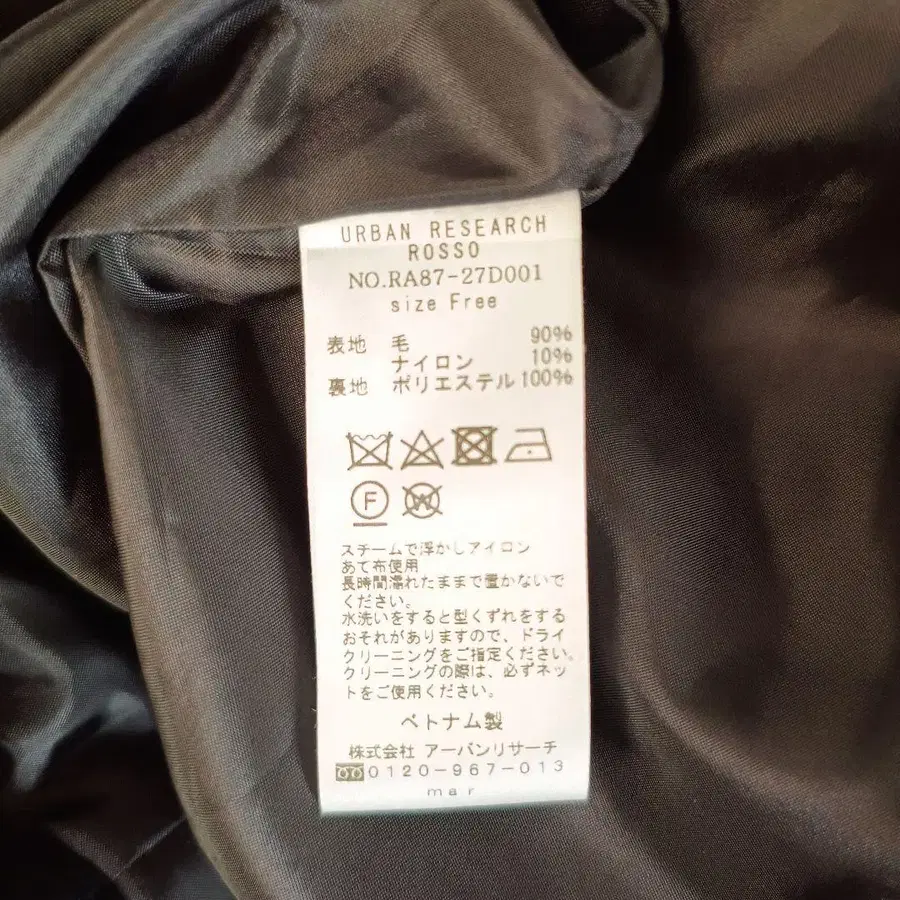 URBAN RESEARCH
ROSSO
NO.RA87-27D001
size Free
表地 毛 90%
ナイロン 10%
裏地 ポリエステル 100%
F
W
スチームで浮かしアイロン
あて布使用
長時間濡れたままで置かないで
ください。
水洗いをすると型くずれをする
おそれがありますので、ドライ
クリーニングをご指定ください。
クリーニングの際は、必ずネッ
トをご使用ください。
ベトナム製
株式会社 アーバンリサーチ
0120-967-013
mar